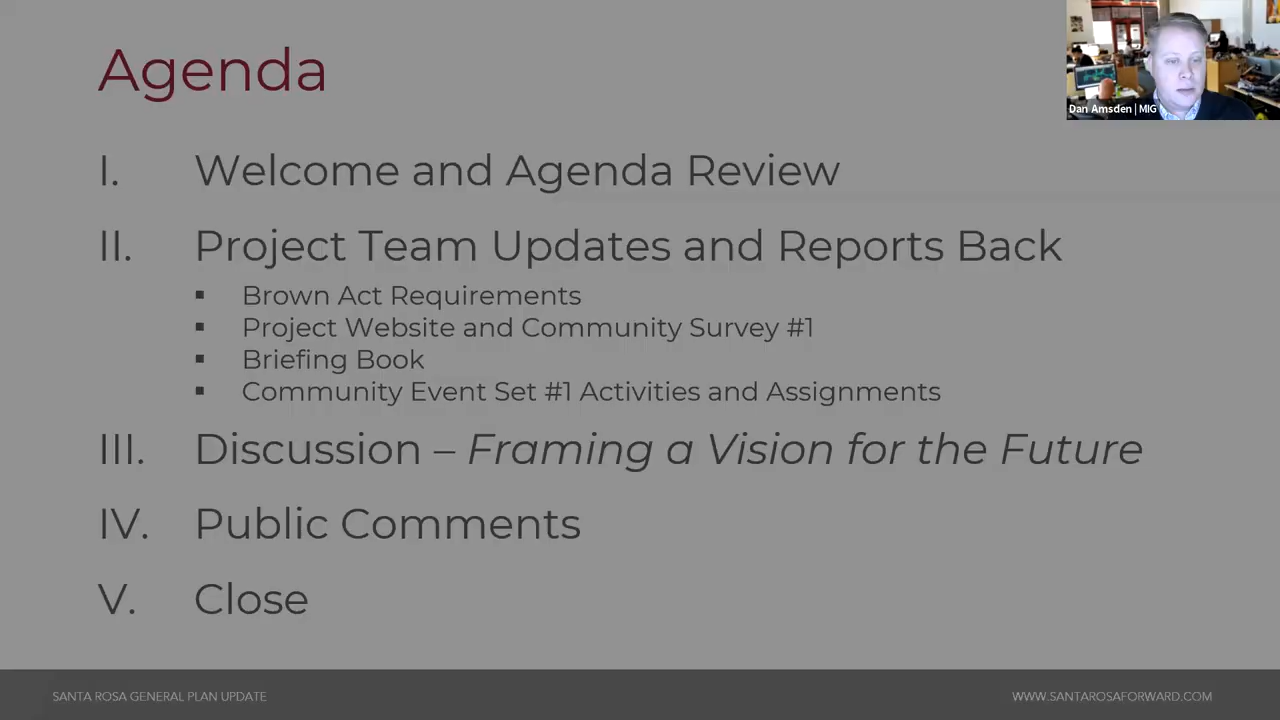 Agenda
Dan Amsden | MIG
I. Welcome and Agenda Review
II. Project Team Updates and Reports Back
▪ Brown Act Requirements
▪ Project Website and Community Survey #1
▪ Briefing Book
▪ Community Event Set #1 Activities and Assignments
III. Discussion – Framing a Vision for the Future
IV. Public Comments
V. Close
SANTA ROSA GENERAL PLAN UPDATE
WWW.SANTAROSAFORWARD.COM